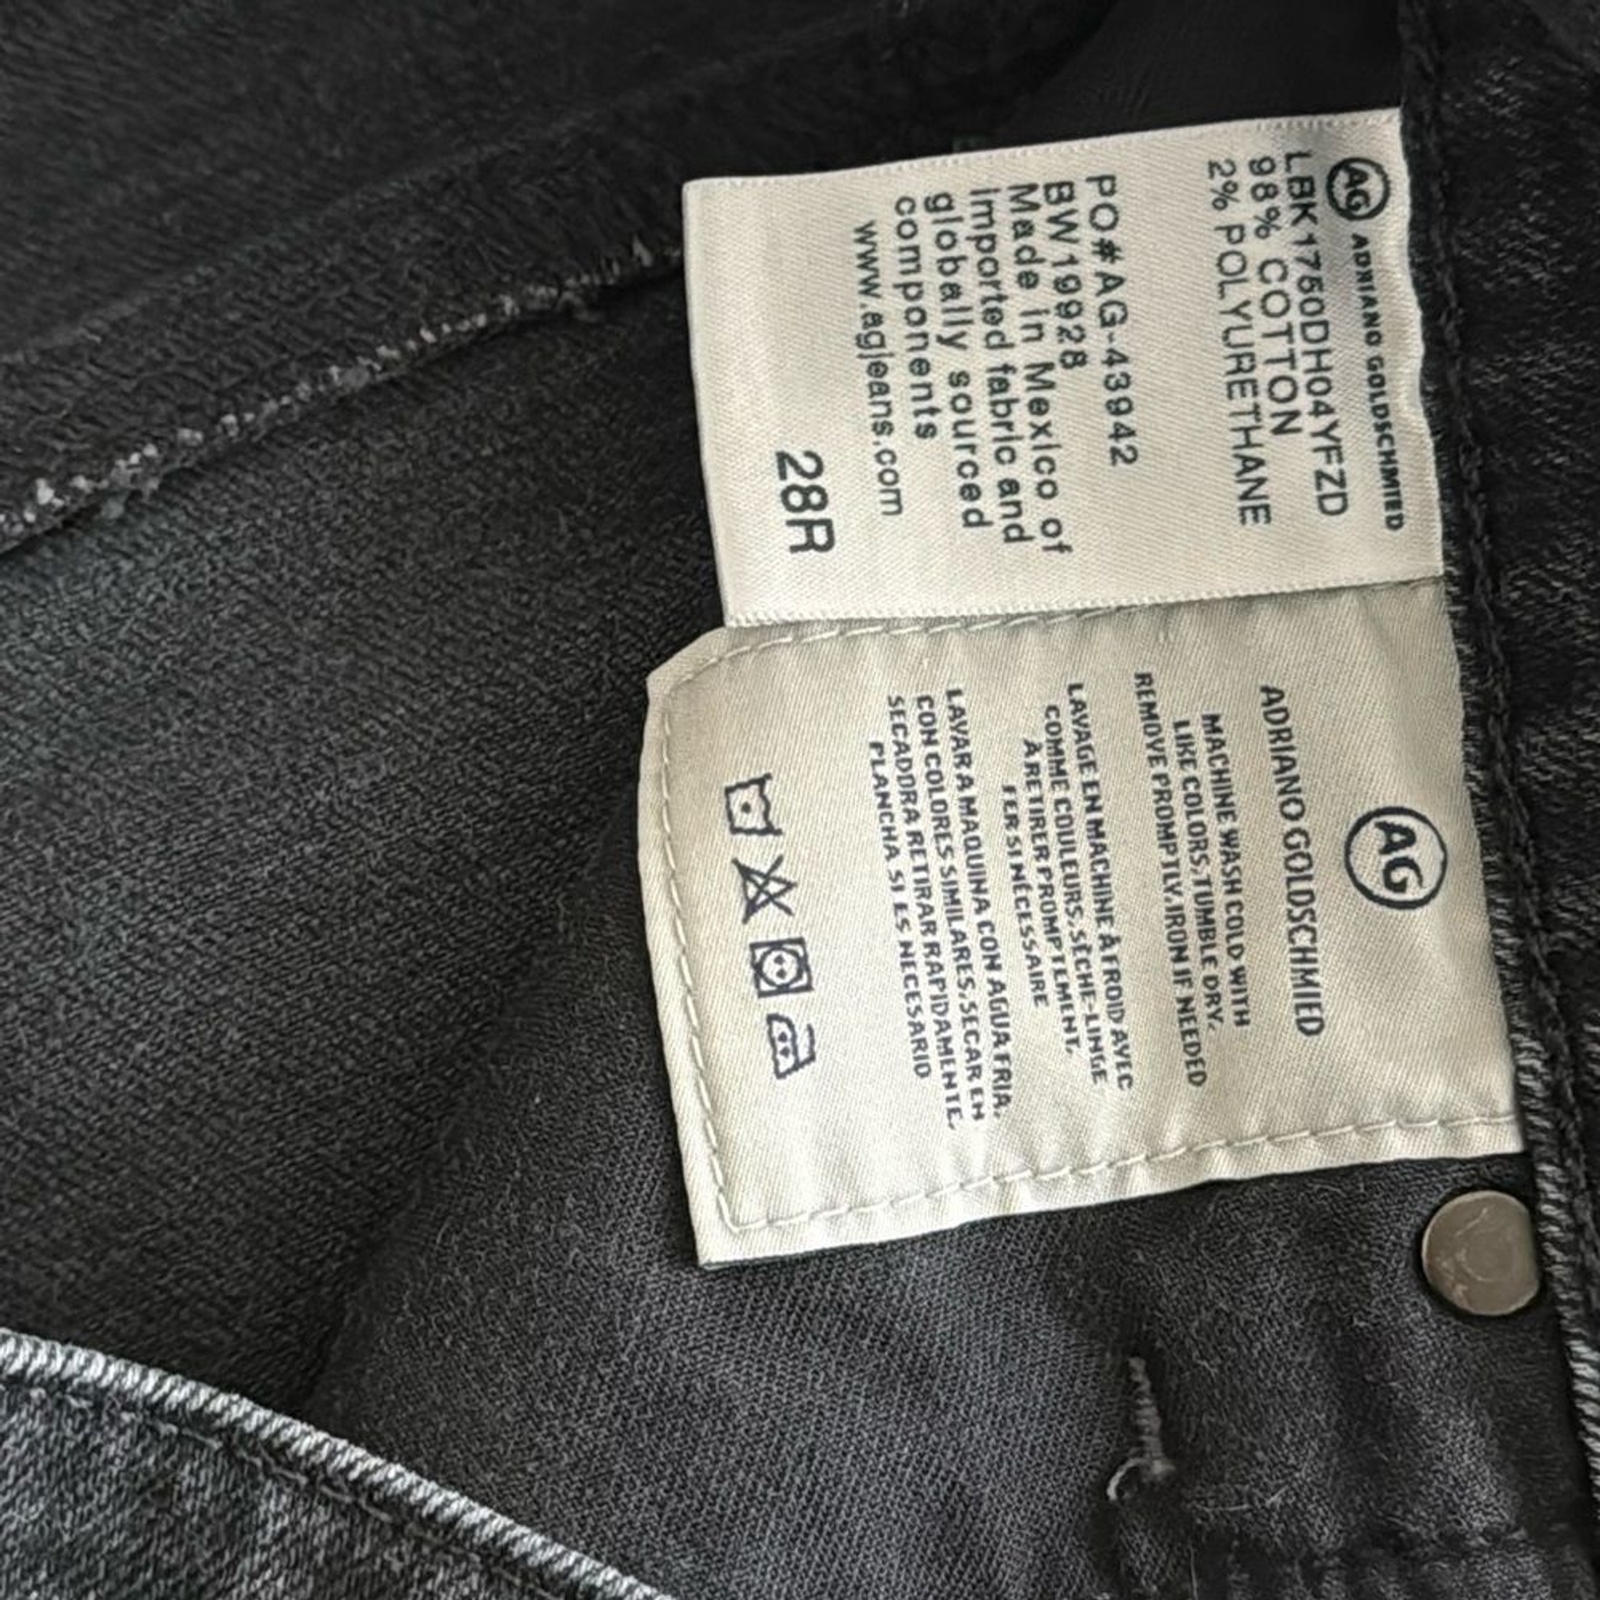 AG ADRIANO GOLDSCHMIED
LBK1750DH04YFZD
98% COTTON
2% POLYURETHANE
PO#AG-43942
BW19928
Made in Mexico of
Imported fabric and
globally sourced
components
www.agjeans.com
28R
AG
ADRIANO GOLDSCHMIED
MACHINE WASH COLD WITH
LIKE COLORS, TUMBLE DRY.
REMOVE PROMPTLY, IRON IF NEEDED
LAVAGE EN MACHINE À FROID AVEC
COMME COULEURS. SÈCHE-LINGE
À RETIRER PROMPTEMENT.
FER SI NÉCESSAIRE
LAVAR A MAQUINA CON AGUA FRIA.
CON COLORES SIMILARES. SECAR EN
SECADORA RETIRAR RAPIDAMENTE.
PLANCHA SI ES NECESARIO